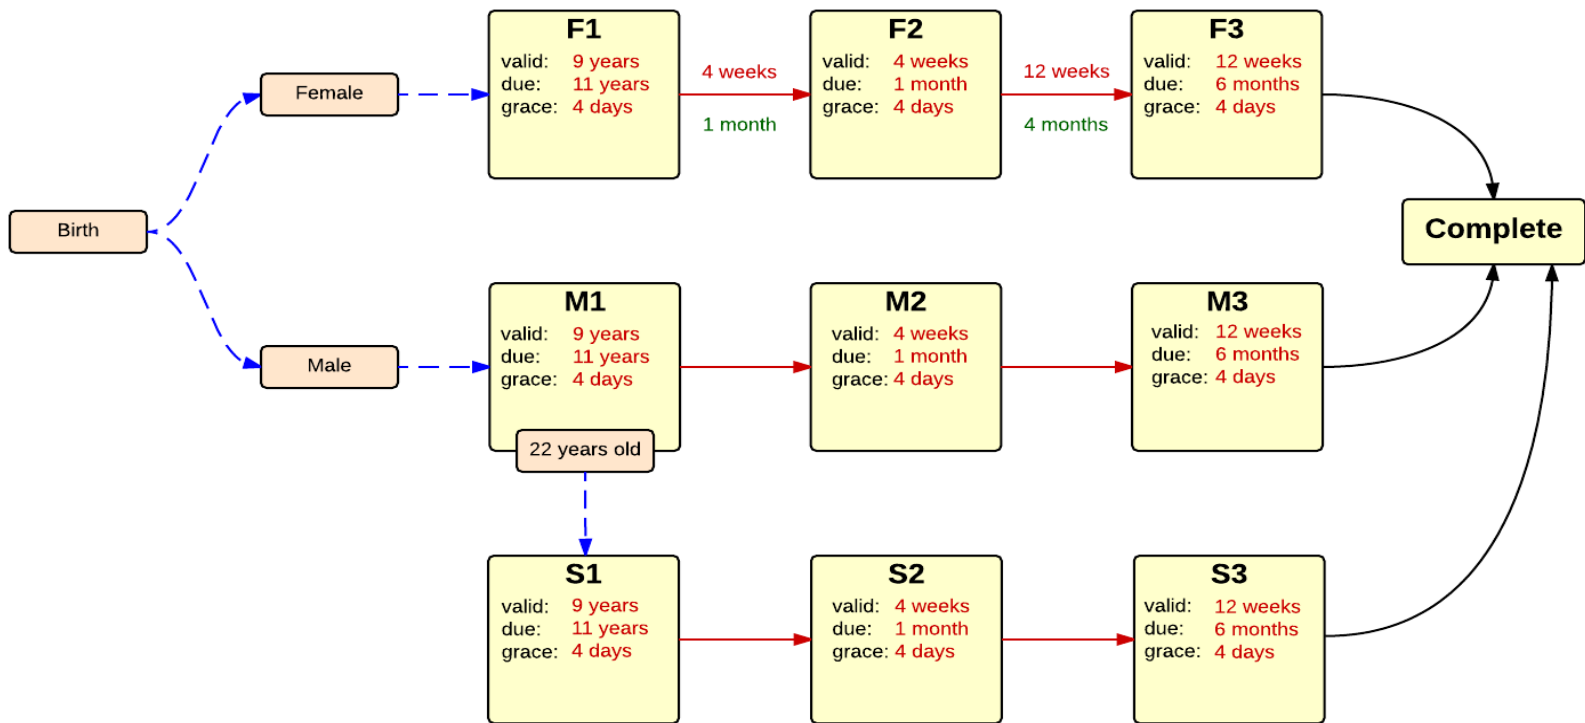 Birth
Female
Male
F1
valid: 9 years
due: 11 years
grace: 4 days
4 weeks
1 month
F2
valid: 4 weeks
due: 1 month
grace: 4 days
12 weeks
4 months
F3
valid: 12 weeks
due: 6 months
grace: 4 days
Complete
M1
valid: 9 years
due: 11 years
grace: 4 days
22 years old
M2
valid: 4 weeks
due: 1 month
grace: 4 days
M3
valid: 12 weeks
due: 6 months
grace: 4 days
S1
valid: 9 years
due: 11 years
grace: 4 days
S2
valid: 4 weeks
due: 1 month
grace: 4 days
S3
valid: 12 weeks
due: 6 months
grace: 4 days